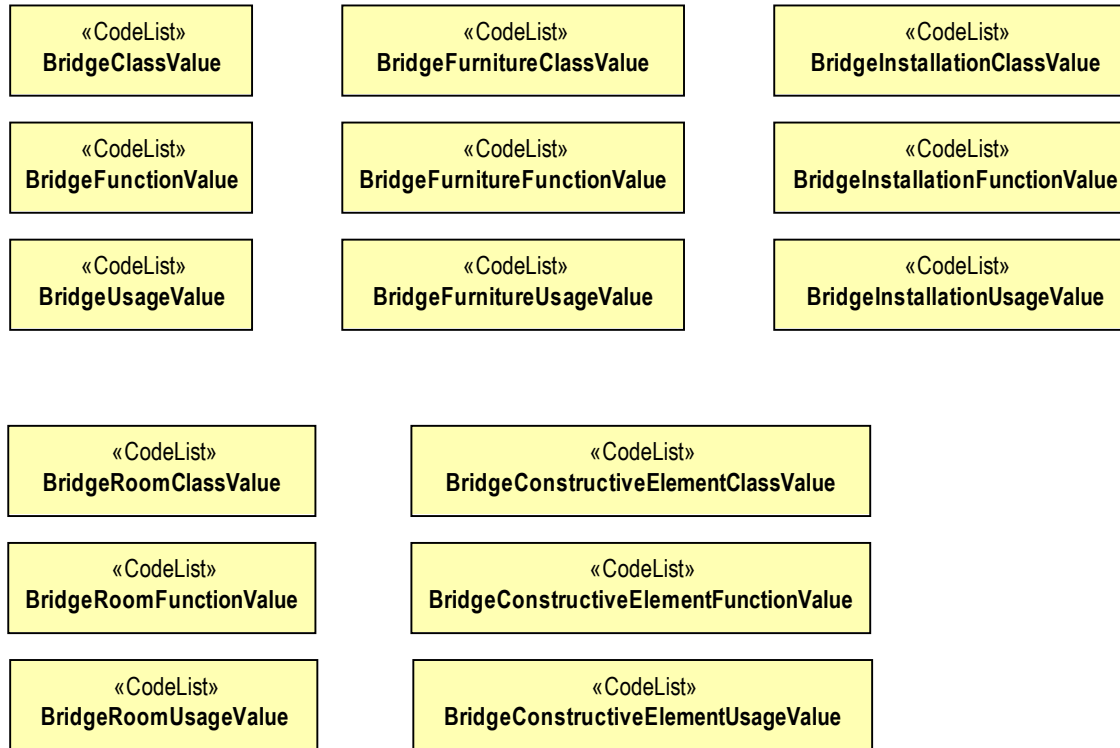 «CodeList»
BridgeClassValue
«CodeList»
BridgeFurnitureClassValue
«CodeList»
BridgeInstallationClassValue
«CodeList»
BridgeFunctionValue
«CodeList»
BridgeFurnitureFunctionValue
«CodeList»
BridgeInstallationFunctionValue
«CodeList»
BridgeUsageValue
«CodeList»
BridgeFurnitureUsageValue
«CodeList»
BridgeInstallationUsageValue
«CodeList»
BridgeRoomClassValue
«CodeList»
BridgeConstructiveElementClassValue
«CodeList»
BridgeRoomFunctionValue
«CodeList»
BridgeConstructiveElementFunctionValue
«CodeList»
BridgeRoomUsageValue
«CodeList»
BridgeConstructiveElementUsageValue